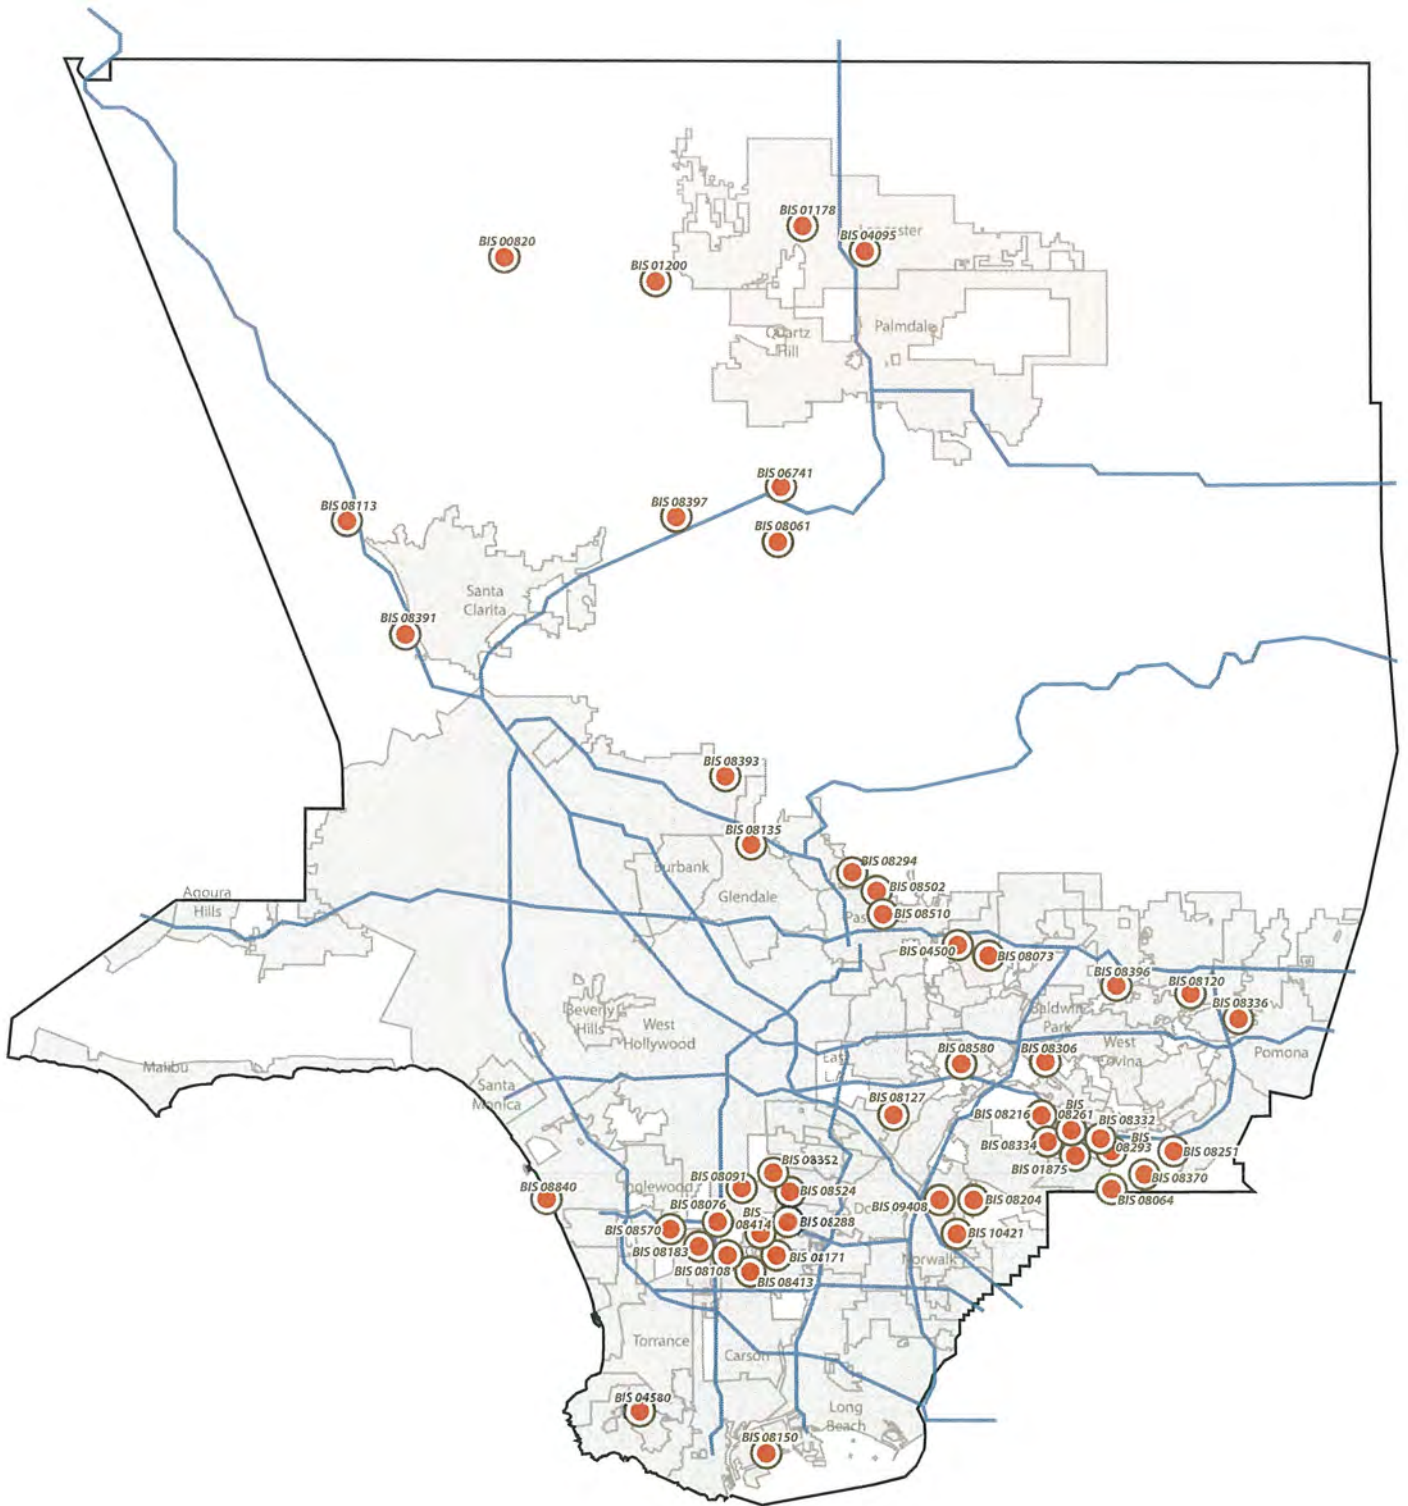 BIS 01178
BIS 04095
BIS 00820
BIS 01200
Quartz
Hill
Palmdale
BIS 06741
BIS 08397
BIS 08113
BIS 08061
Santa
Clarita
BIS 08391
BIS 08393
BIS 08135
BIS 08294
Burbank
BIS 08502
Glendale
Agoura
Hills
BIS 08510
BIS 04500
BIS 08073
BIS 08396
BIS 08120
BIS 08336
Beverly
Hills
West
Hollywood
Baldwin
Park
West
Covina
Pomona
East
BIS 08580
BIS 08306
Malibu
Santa
Monica
BIS 08127
BIS 08216
BIS
08261
BIS 08332
BIS 08334
BIS
08293
BIS 08251
BIS 01875
BIS 08352
BIS 08370
BIS 08091
BIS 08840
Inglewood
BIS 08524
BIS 09408
BIS 08204
BIS 08064
BIS 08076
BIS
08414
BIS 08288
BIS 08570
BIS 10421
BIS 08183
BIS 08171
Norwalk
BIS 08108
BIS 08413
Torrance
Carson
BIS 04580
Long
Beach
BIS 08150